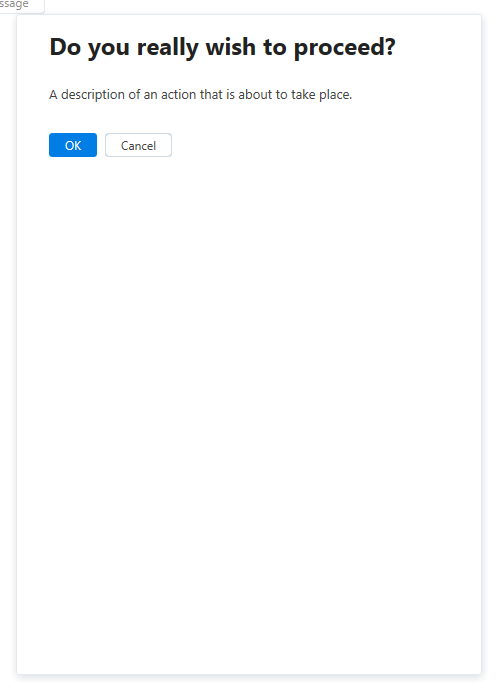 ssage
Do you really wish to proceed?
A description of an action that is about to take place.
OK
Cancel